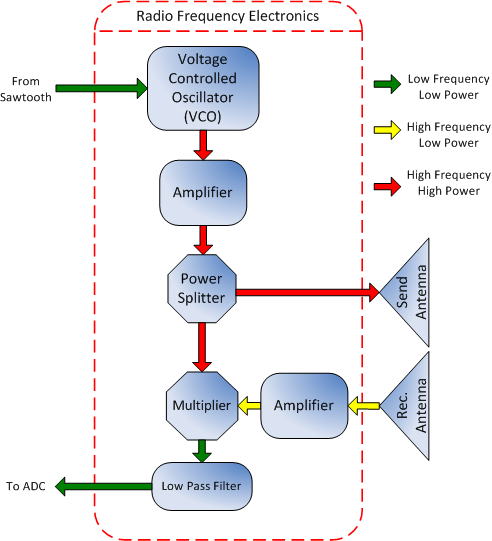 Radio Frequency Electronics
From
Sawtooth
Voltage
Controlled
Oscillator
(VCO)
Low Frequency
Low Power
High Frequency
Low Power
High Frequency
High Power
Amplifier
Power
Splitter
Send
Antenna
Multiplier
Amplifier
Rec.
Antenna
Low Pass Filter
To ADC